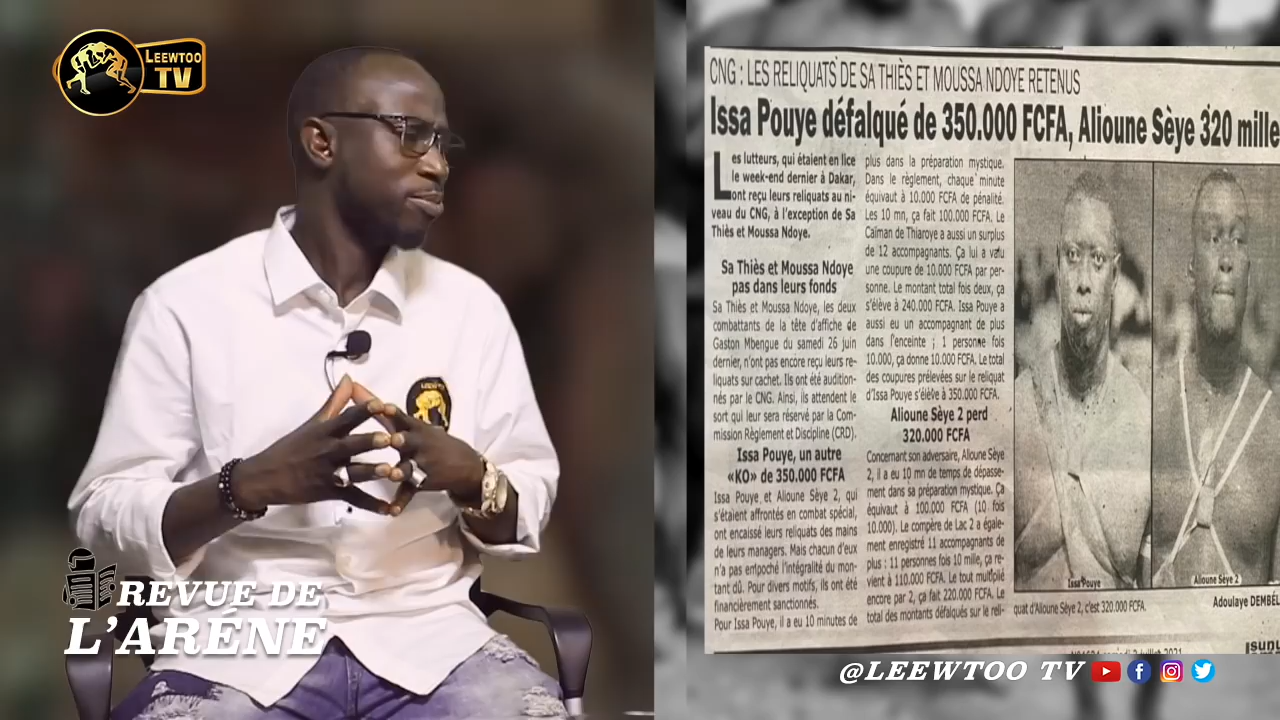 LEEWTOO
TV
LEEWTOO
REVUE DE
L'ARÉNE
CNG : LES RELIQUATS DE SA THIÈS ET MOUSSA NDOYE RETENUS
Issa Pouye défalqué de 350.000 FCFA, Alioune Sèye 320 mille
Les lutteurs, qui étaient en lice
le week-end dernier à Dakar,
ont reçu leurs reliquats au ni-
veau du CNG, à l'exception de Sa
Thiès et Moussa Ndoye.
Sa Thiès et Moussa Ndoye
pas dans leurs fonds
Sa Thiès et Moussa Ndoye, les deux
combattants de la tête d'affiche de
Gaston Mbengue du samedi 26 juin
dernier, n'ont pas encore reçu leurs re-
liquats sur cachet. Ils ont été audition-
nés par le CNG. Ainsi, ils attendent le
sort qui leur sera réservé par la Com-
mission Règlement et Discipline (CRD).
Issa Pouye, un autre
«KO» de 350.000 FCFA
Issa Pouye et Alioune Sèye 2, qui
s'étaient affrontés en combat spécial,
ont encaissé leurs reliquats des mains
de leurs managers. Mais chacun d'eux
n'a pas empoché l'intégralité du mon-
tant dû. Pour divers motifs, ils ont été
financièrement sanctionnés.
Pour Issa Pouye, il a eu 10 minutes de
plus dans la préparation mystique.
Dans le règlement, chaque minute
équivaut à 10.000 FCFA de pénalité.
Les 10 mn, ça fait 100.000 FCFA. Le
Caïman de Thiaroye a aussi un surplus
de 12 accompagnants. Ça lui a valu
une coupure de 10.000 FCFA par per-
sonne. Le montant total fois deux, ça
s'élève à 240.000 FCFA. Issa Pouye a
aussi eu un accompagnant de plus
dans l'enceinte ; 1 personne fois
10.000, ça donne 10.000 FCFA. Le total
des coupures prélevées sur le reliquat
d'Issa Pouye s'élève à 350.000 FCFA.
Alioune Sèye 2 perd
320.000 FCFA
Concernant son adversaire, Alioune Sèye
2, il a eu 10 mn de temps de dépasse-
ment dans sa préparation mystique. Ça
équivaut à 100.000 FCFA (10 fois
10.000). Le compère de Lac 2 a égale-
ment enregistré 11 accompagnants de
plus : 11 personnes fois 10 mille, ça re-
vient à 110.000 FCFA. Le tout multiplié
encore par 2, ça fait 220.000 FCFA. Le
total des montants défalqués sur le reli-
quat d'Alioune Sèye 2, c'est 320.000 FCFA.
Issa Pouye
Alioune Sèye 2
Adoulaye DEMBÉL
juillet 2021
sunu
@LEEWTOO TV